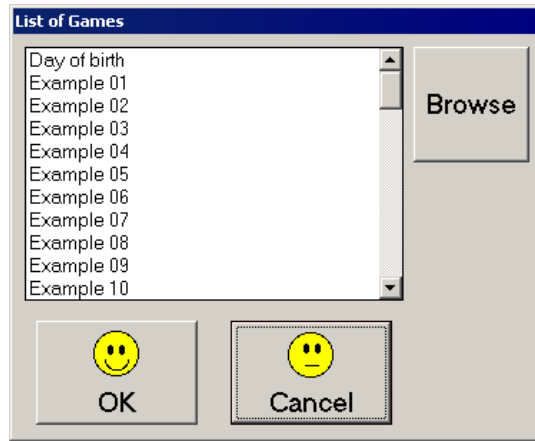 List of Games
Day of birth
Example 01
Example 02
Example 03
Example 04
Example 05
Example 06
Example 07
Example 08
Example 09
Example 10
Browse
OK
Cancel